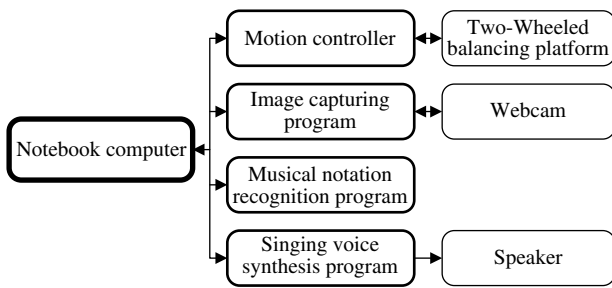 Motion controller
Two-Wheeled
balancing platform
Image capturing
program
Webcam
Notebook computer
Musical notation
recognition program
Singing voice
synthesis program
Speaker